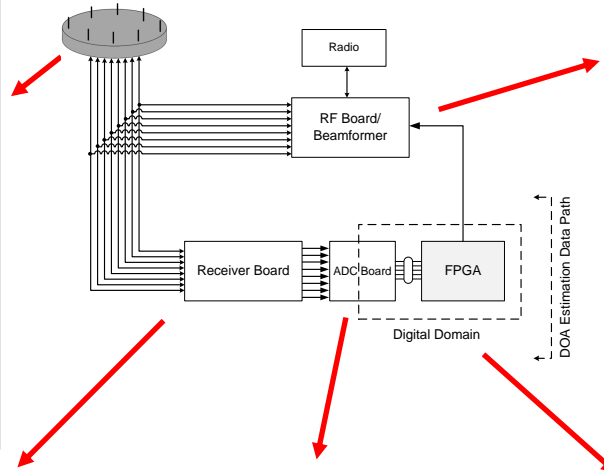 Radio
RF Board/
Beamformer
Receiver Board
ADC Board
FPGA
Digital Domain
DOA Estimation Data Path